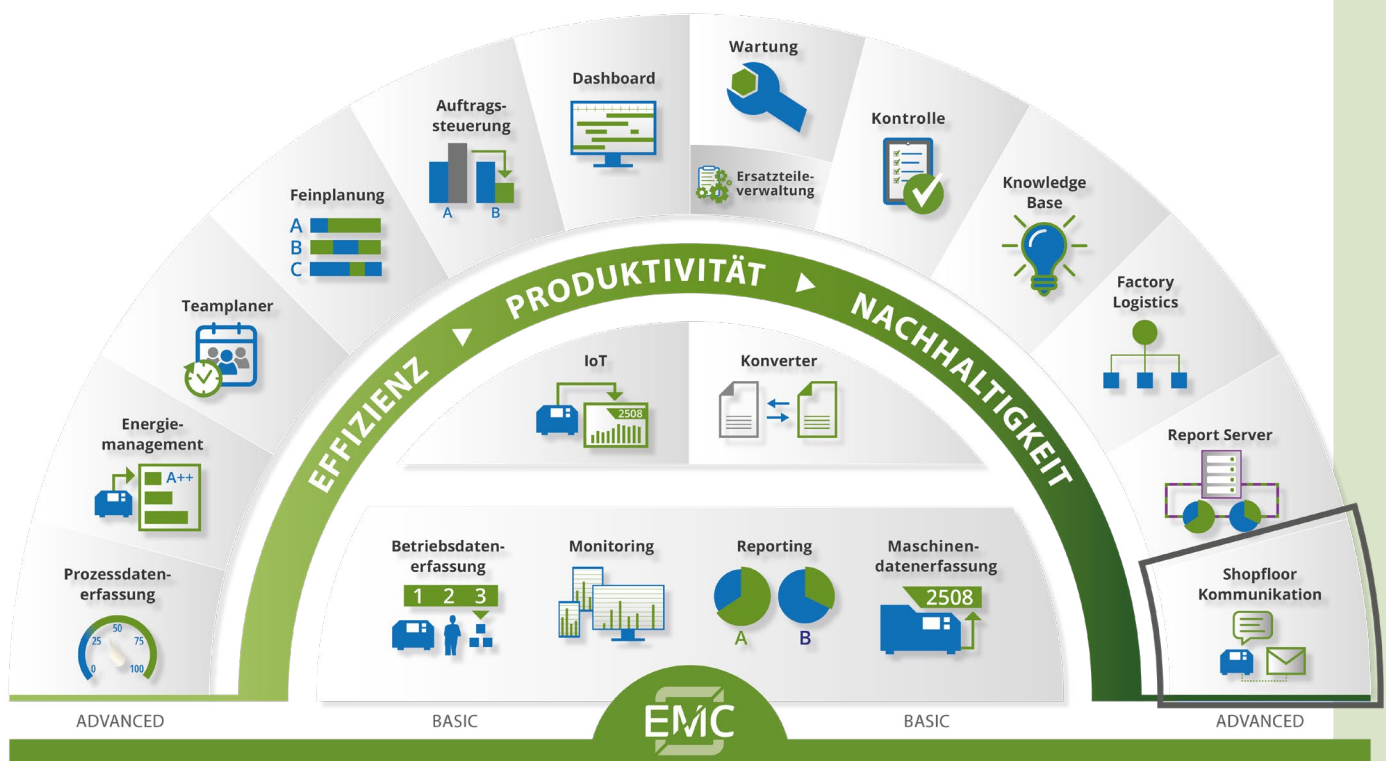 Wartung
Dashboard
Auftrags-
steuerung
A
B
Ersatzteile-
verwaltung
Kontrolle
Feinplanung
A
B
C
Knowledge
Base
Teamplaner
Factory
Logistics
Energie-
management
A++
Report Server
Prozessdaten-
erfassung
0
25
50
75
100
Shopfloor
Kommunikation
EFFIZIENZ
PRODUKTIVITÄT
NACHHALTIGKEIT
IoT
2508
Konverter
Betriebsdaten-
erfassung
1 2 3
Monitoring
Reporting
A
B
Maschinen-
datenerfassung
2508
ADVANCED
BASIC
EMC
BASIC
ADVANCED